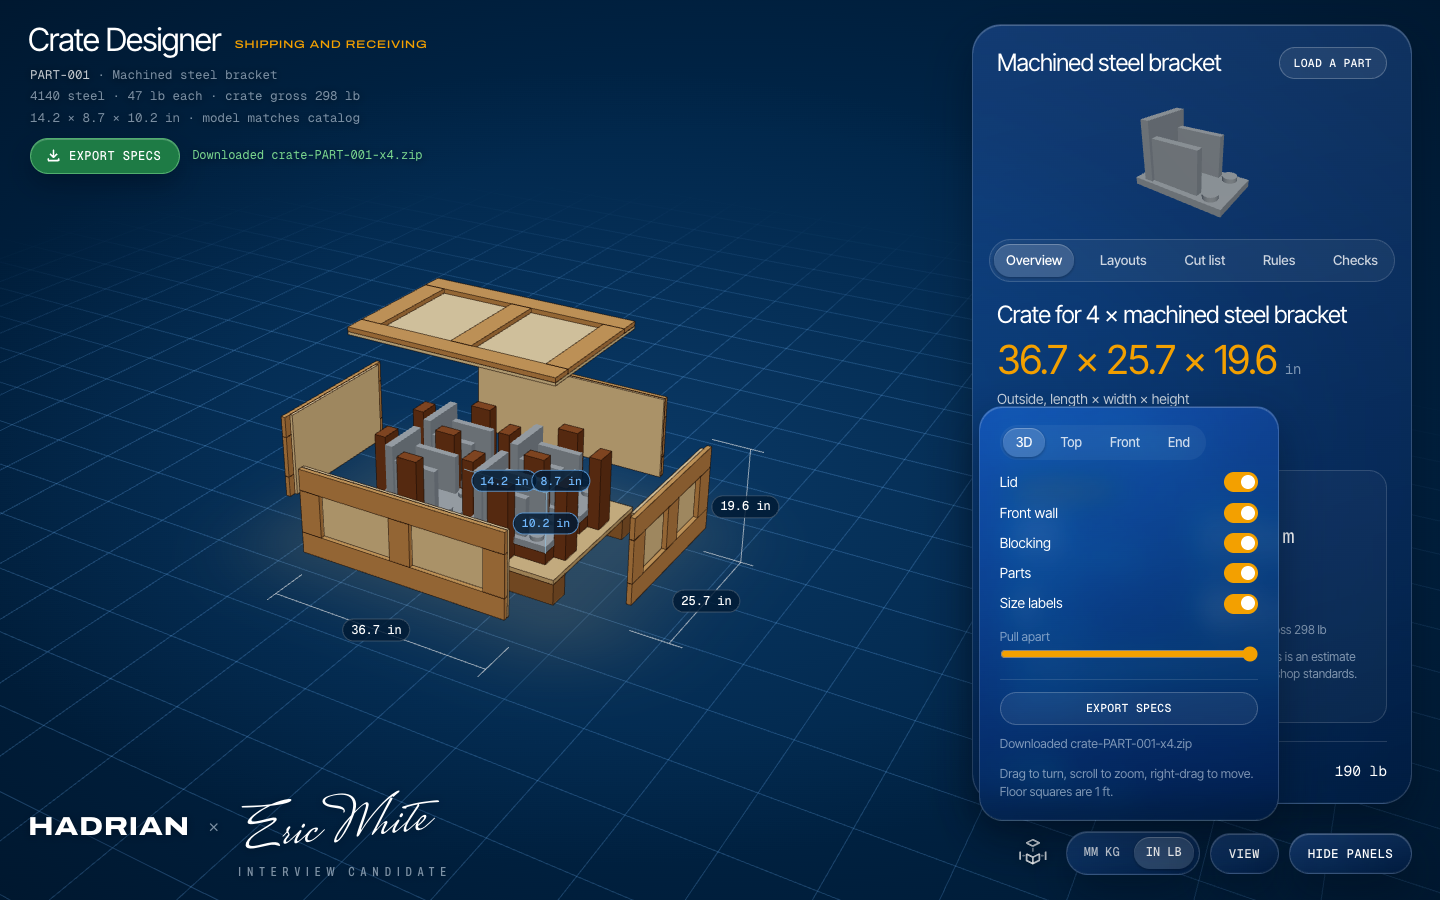 Crate Designer SHIPPING AND RECEIVING
PART-001 · Machined steel bracket
4140 steel · 47 lb each · crate gross 298 lb
14.2 × 8.7 × 10.2 in · model matches catalog
EXPORT SPECS Downloaded crate-PART-001-x4.zip
14.2 in 8.7 in
10.2 in
19.6 in
25.7 in
36.7 in
HADRIAN × Eric White
INTERVIEW CANDIDATE
Machined steel bracket LOAD A PART
Overview Layouts Cut list Rules Checks
Crate for 4 × machined steel bracket
36.7 × 25.7 × 19.6 in
Outside, length × width × height
3D Top Front End
Lid
Front wall
Blocking
Parts
Size labels
Pull apart
EXPORT SPECS
Downloaded crate-PART-001-x4.zip
Drag to turn, scroll to zoom, right-drag to move.
Floor squares are 1 ft.
298 lb
is an estimate
standards.
190 lb
MM KG IN LB VIEW HIDE PANELS